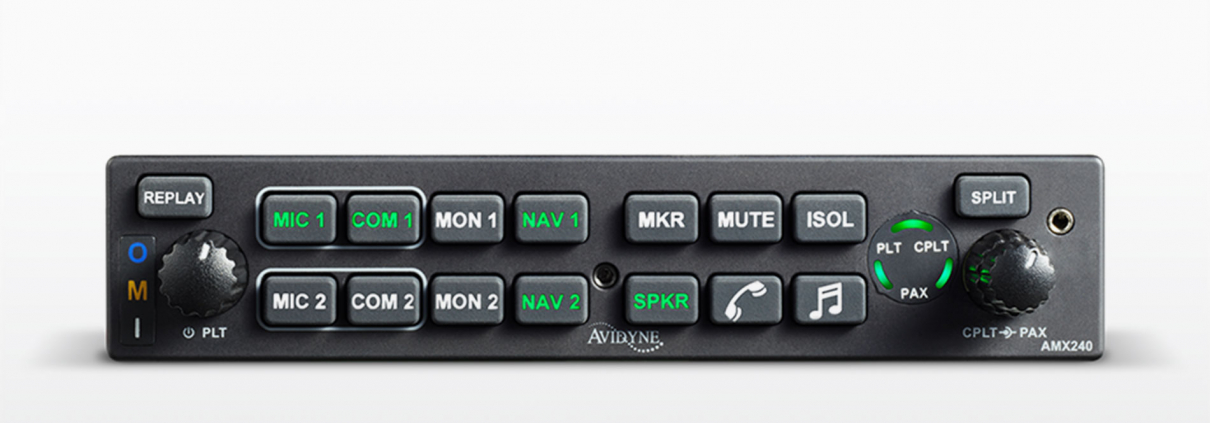 REPLAY
MIC 1 COM 1 MON 1 NAV 1 MKR MUTE ISOL
SPLIT
O
M
I
MIC 2 COM 2 MON 2 NAV 2 SPKR
PLT CPLT
PAX
PLT
AVIDYNE
CPLT PAX
AMX240